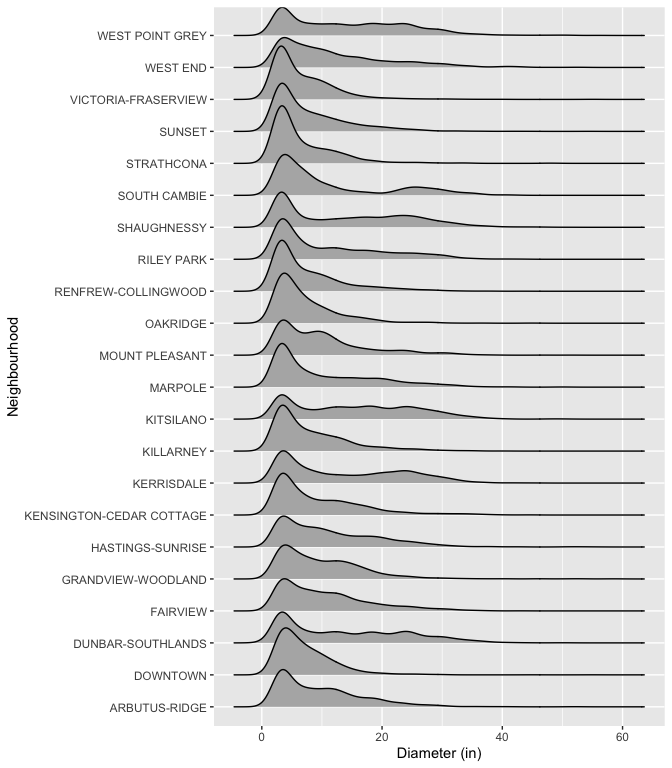 WEST POINT GREY
WEST END
VICTORIA-FRASERVIEW
SUNSET
STRATHCONA
SOUTH CAMBIE
SHAUGHNESSY
RILEY PARK
RENFREW-COLLINGWOOD
OAKRIDGE
MOUNT PLEASANT
MARPOLE
KITSILANO
KILLARNEY
KERRISDALE
KENSINGTON-CEDAR COTTAGE
HASTINGS-SUNRISE
GRANDVIEW-WOODLAND
FAIRVIEW
DUNBAR-SOUTHLANDS
DOWNTOWN
ARBUTUS-RIDGE
Neighbourhood
0 20 40 60
Diameter (in)